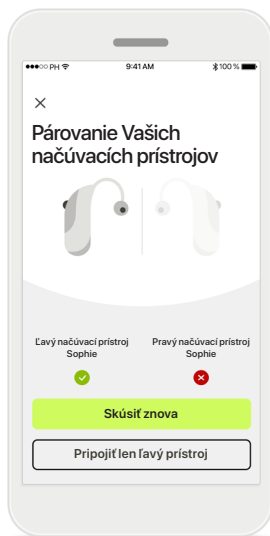 PH 9:41 AM 100 %
Párovanie Vašich
načúvacích prístrojov
Ľavý načúvací prístroj
Sophie
Pravý načúvací prístroj
Sophie
Skúsiť znova
Pripojiť len ľavý prístroj